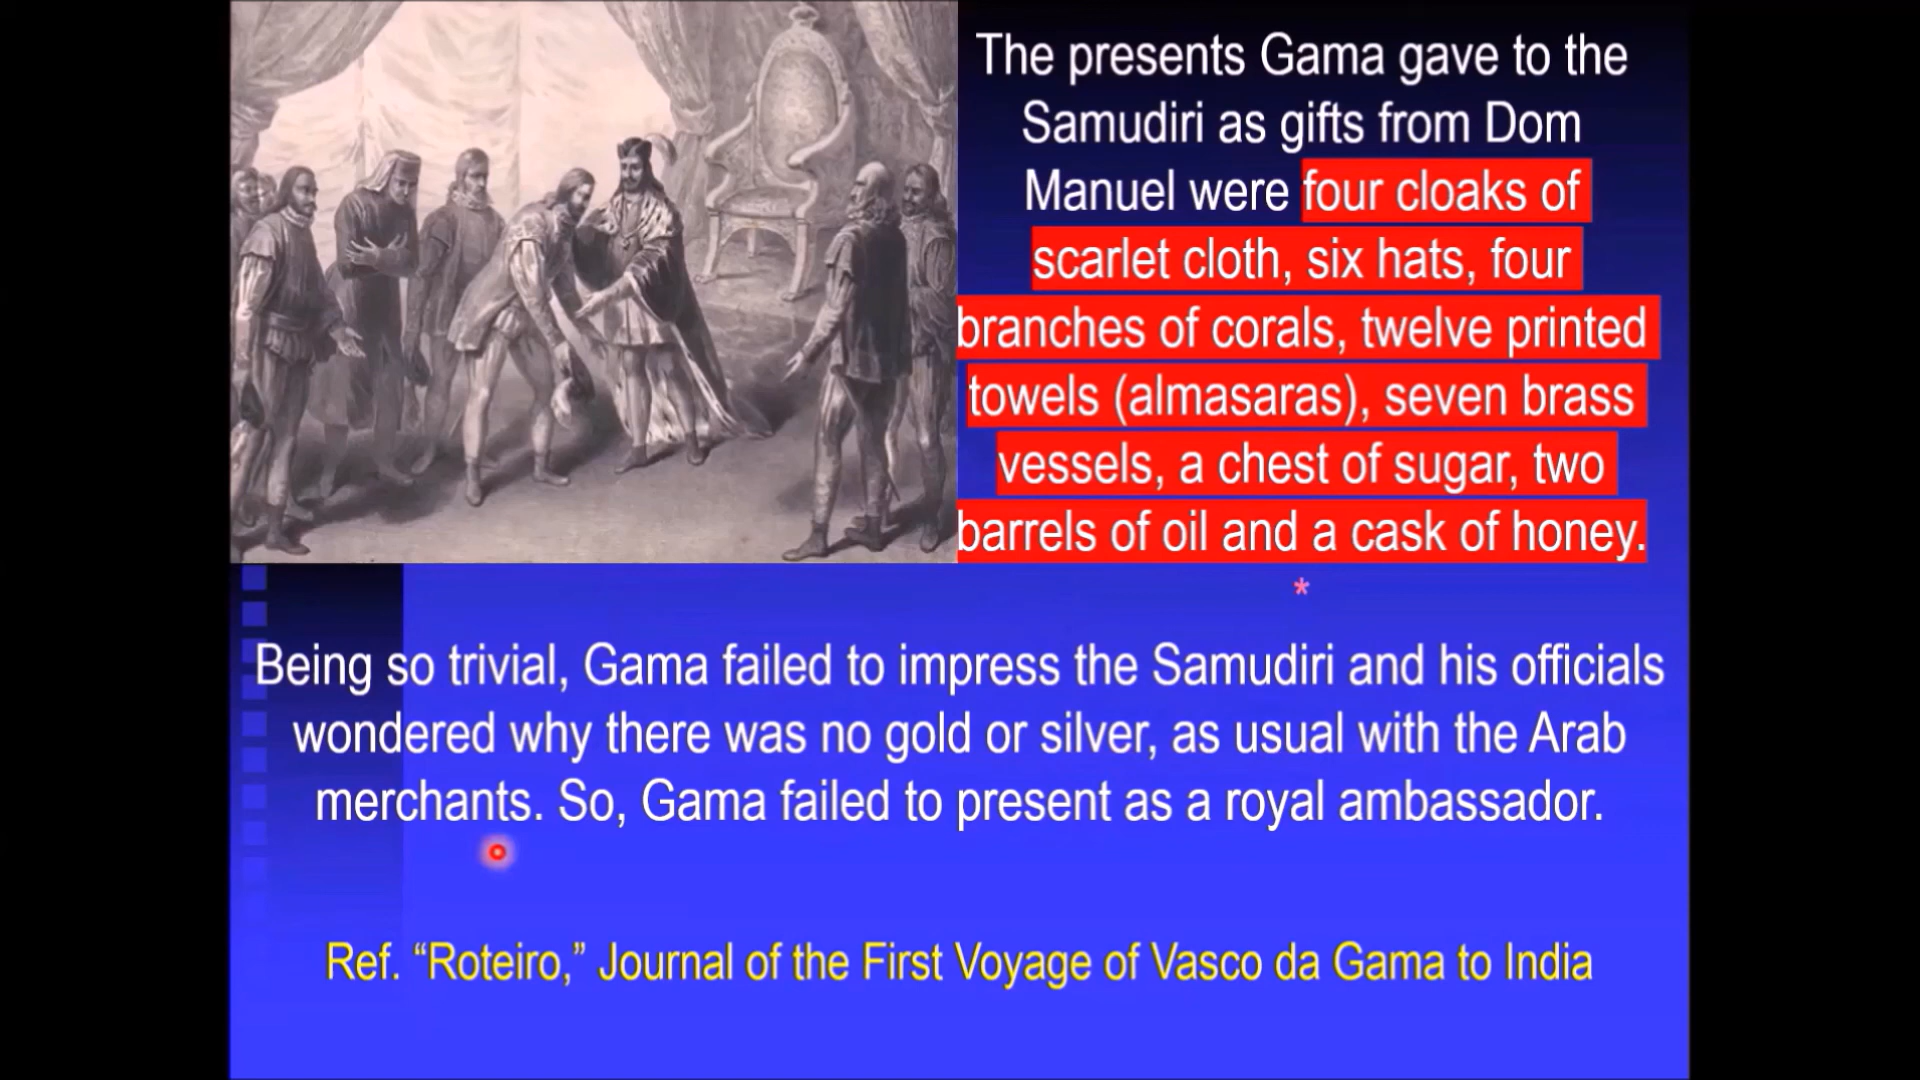 The presents Gama gave to the
Samudiri as gifts from Dom
Manuel were four cloaks of
scarlet cloth, six hats, four
branches of corals, twelve printed
towels (almasaras), seven brass
vessels, a chest of sugar, two
barrels of oil and a cask of honey.
*
Being so trivial, Gama failed to impress the Samudiri and his officials
wondered why there was no gold or silver, as usual with the Arab
merchants. So, Gama failed to present as a royal ambassador.
Ref. “Roteiro,” Journal of the First Voyage of Vasco da Gama to India